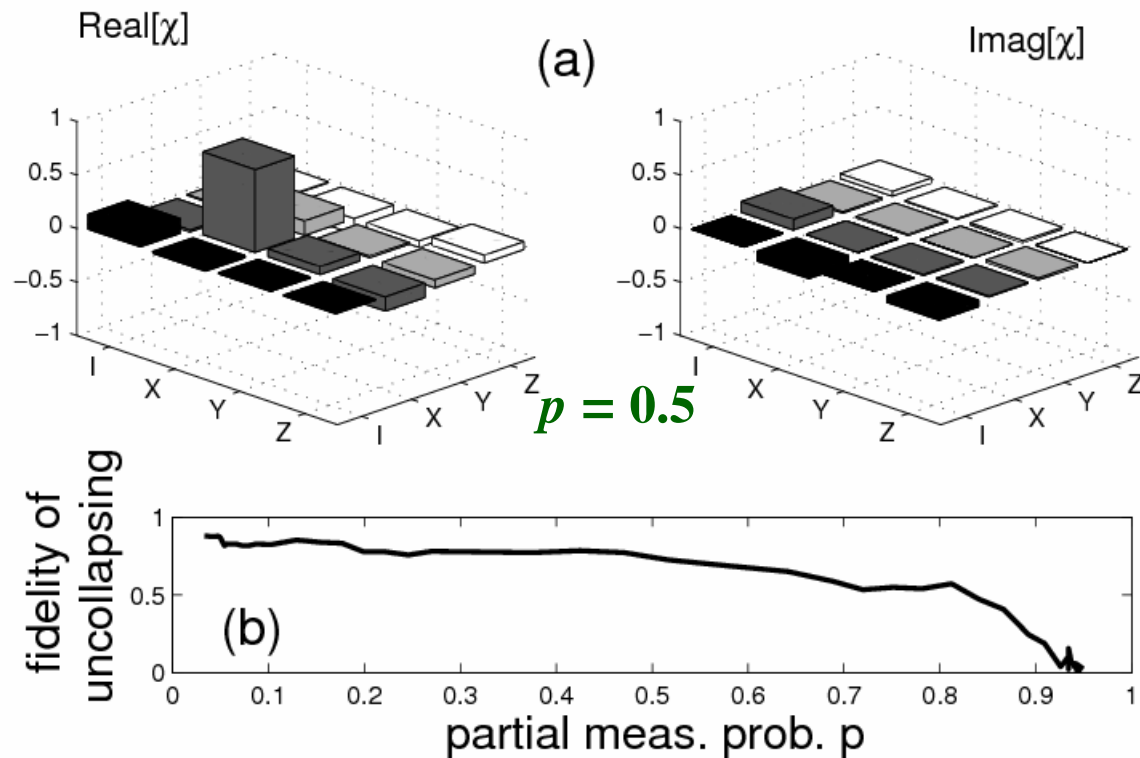 Real[χ]
(a)
Imag[χ]
1
0.5
0
−0.5
−1
I
X
Y
Z
I
X
Y
Z
1
0.5
0
−0.5
−1
I
X
Y
Z
I
X
Y
Z
p = 0.5
fidelity of
uncollapsing
1
0.5
0
(b)
0 0.1 0.2 0.3 0.4 0.5 0.6 0.7 0.8 0.9 1
partial meas. prob. p